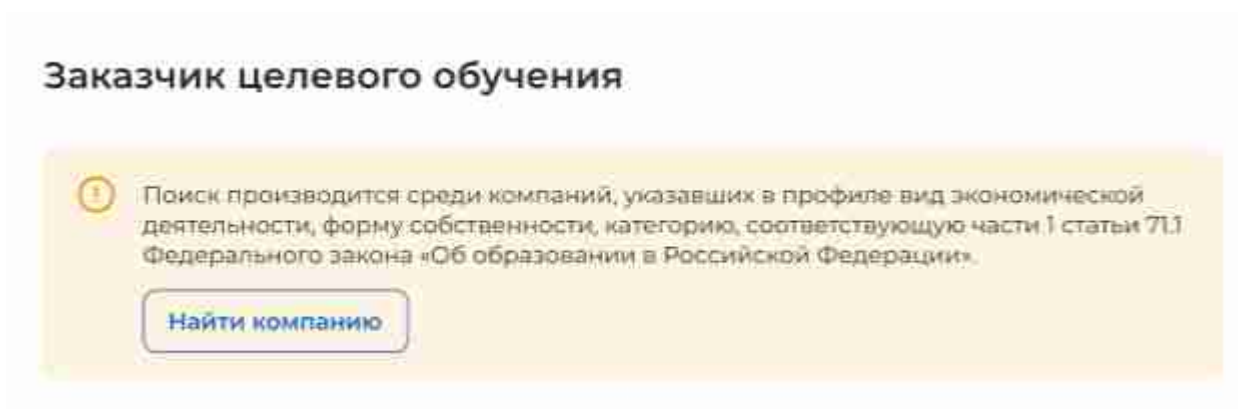 Заказчик целевого обучения
Поиск производится среди компаний, указавших в профиле вид экономической
деятельности, форму собственности, категорию, соответствующую части 1 статьи 71.1
Федерального закона «Об образовании в Российской Федерации».
Найти компанию